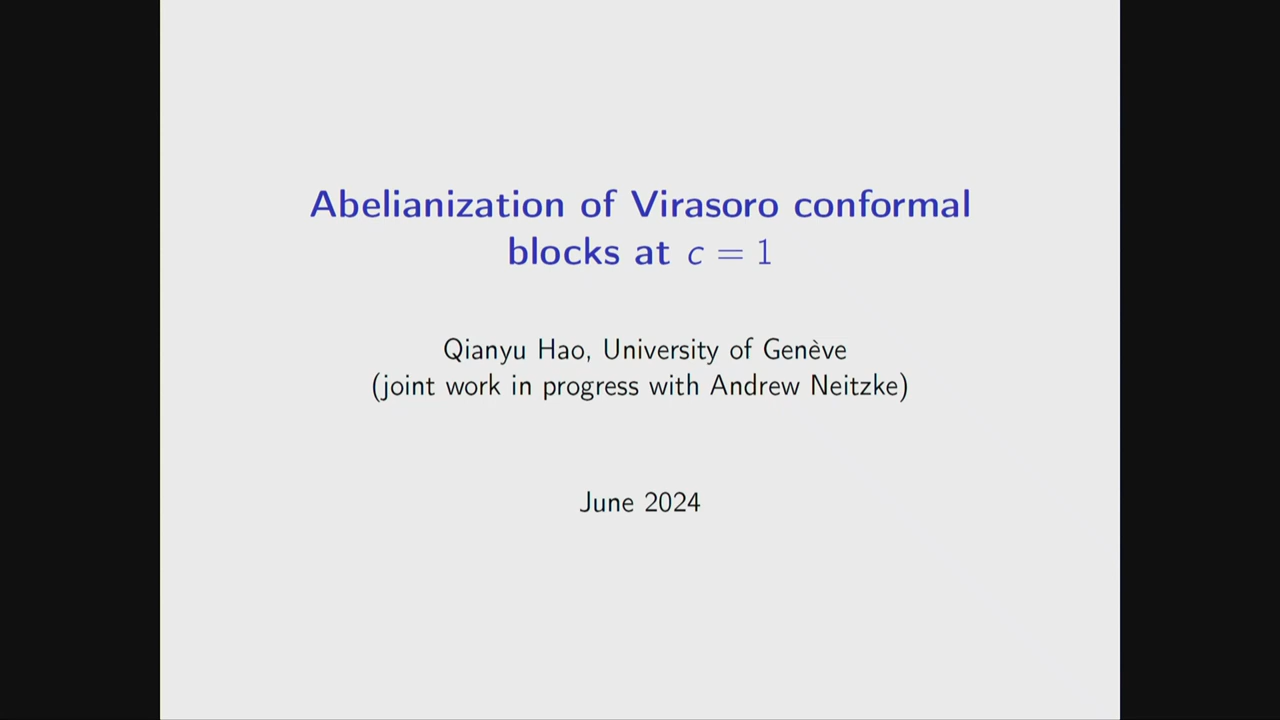 Abelianization of Virasoro conformal
blocks at c = 1
Qianyu Hao, University of Genève
(joint work in progress with Andrew Neitzke)
June 2024